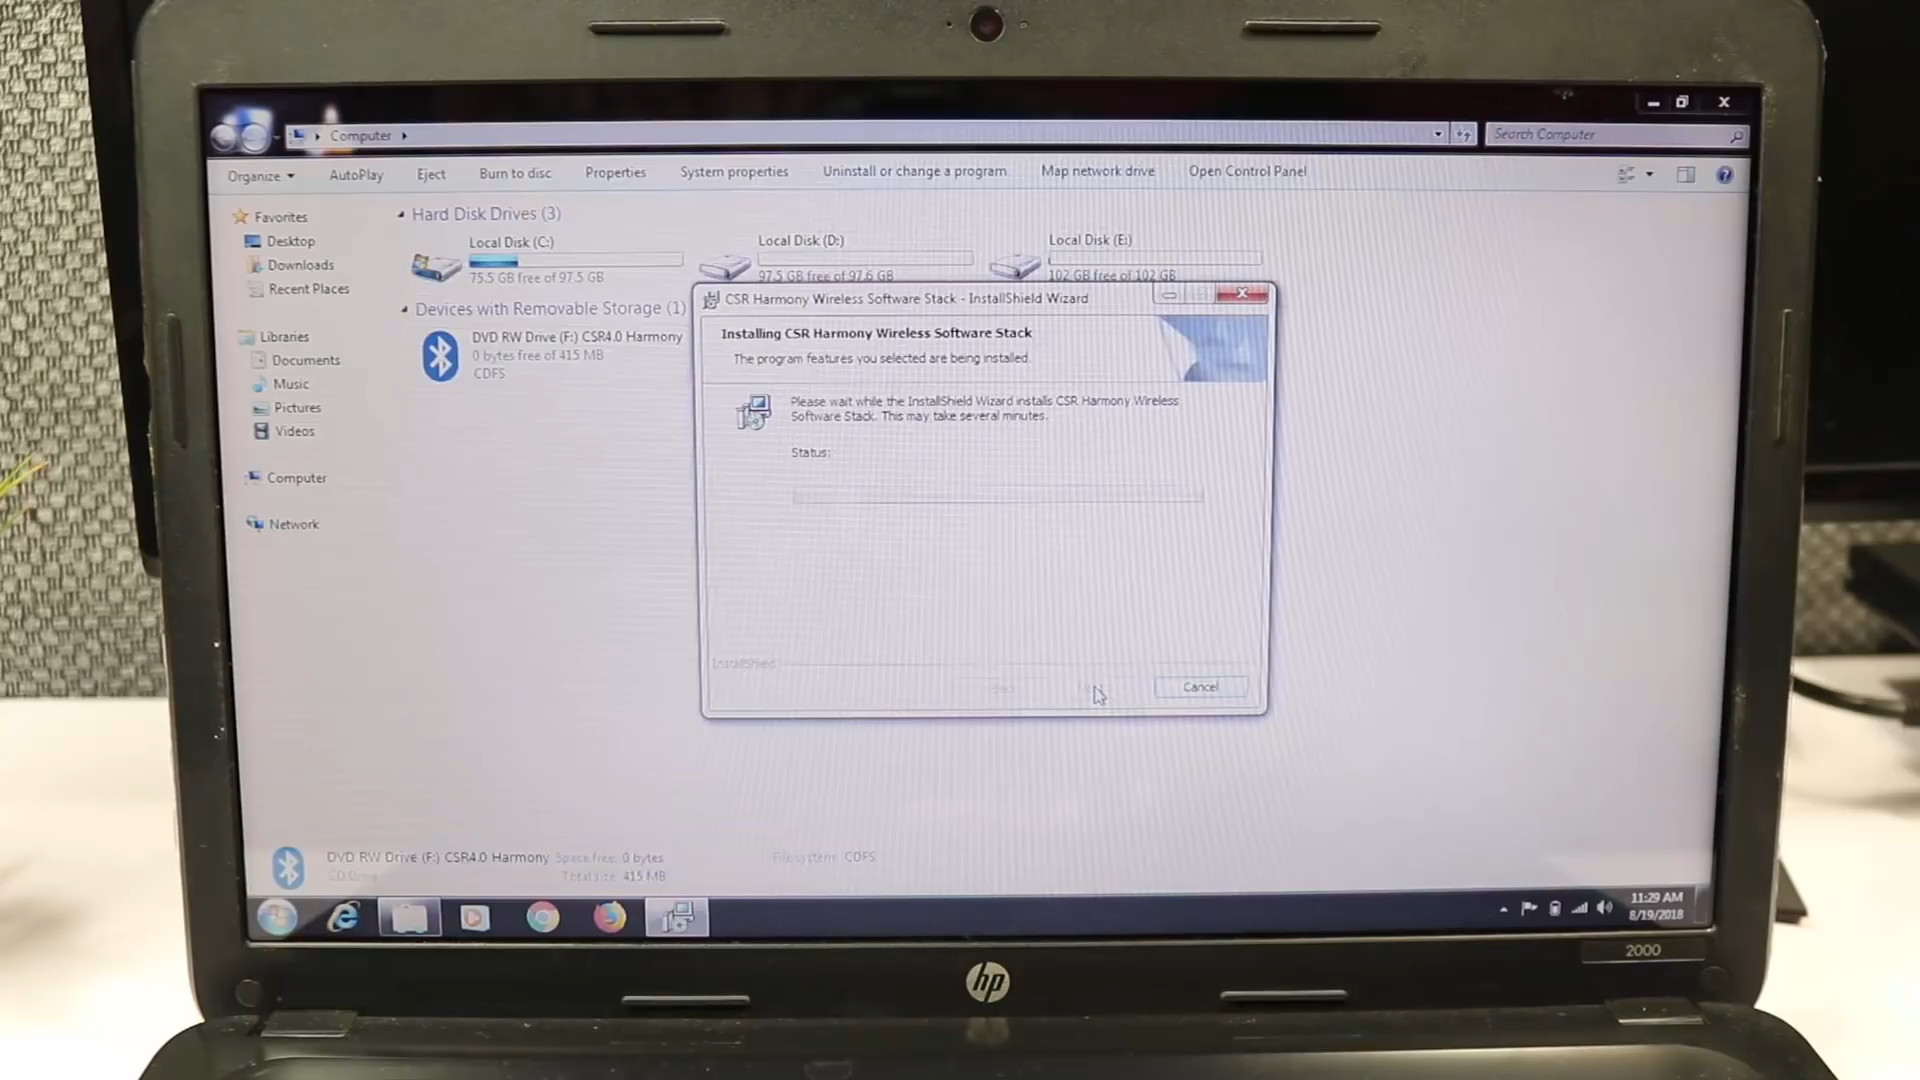 Computer
Search Computer
Organize
AutoPlay
Eject
Burn to disc
Properties
System properties
Uninstall or change a program
Map network drive
Open Control Panel
Favorites
Desktop
Downloads
Recent Places
Libraries
Documents
Music
Pictures
Videos
Computer
Network
Hard Disk Drives (3)
Local Disk (C:)
75.5 GB free of 97.5 GB
Local Disk (D:)
97.5 GB free of 97.6 GB
Local Disk (E:)
102 GB free of 102 GB
Devices with Removable Storage (1)
DVD RW Drive (F:) CSR4.0 Harmony
0 bytes free of 415 MB
CDFS
CSR Harmony Wireless Software Stack - InstallShield Wizard
Installing CSR Harmony Wireless Software Stack
The program features you selected are being installed.
Please wait while the InstallShield Wizard installs CSR Harmony Wireless
Software Stack. This may take several minutes.
Status:
InstallShield
Cancel
DVD RW Drive (F:) CSR4.0 Harmony Space free: 0 bytes
File system: CDFS
CD Drive
Total size: 415 MB
11:29 AM
8/19/2018
2000
hp